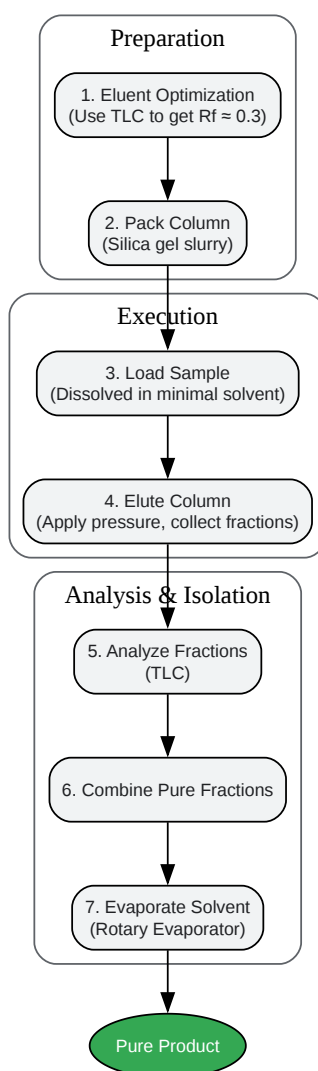 Preparation
1. Eluent Optimization
(Use TLC to get Rf ≈ 0.3)
2. Pack Column
(Silica gel slurry)
Execution
3. Load Sample
(Dissolved in minimal solvent)
4. Elute Column
(Apply pressure, collect fractions)
Analysis & Isolation
5. Analyze Fractions
(TLC)
6. Combine Pure Fractions
7. Evaporate Solvent
(Rotary Evaporator)
Pure Product